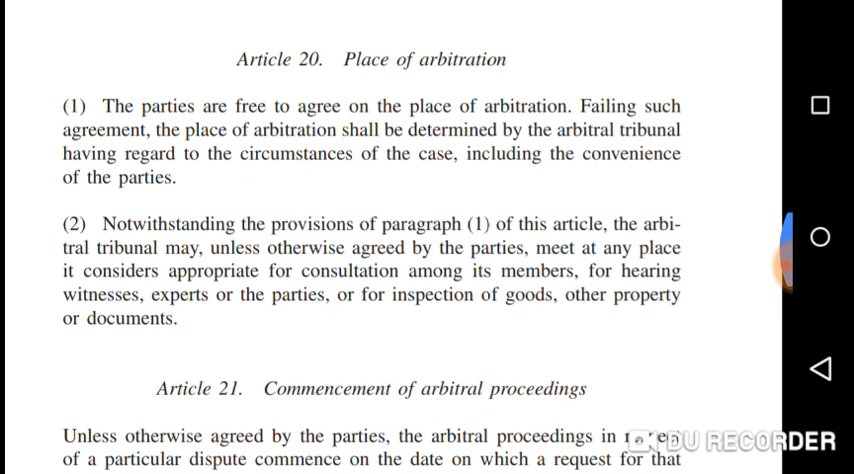 Article 20. Place of arbitration
(1) The parties are free to agree on the place of arbitration. Failing such
agreement, the place of arbitration shall be determined by the arbitral tribunal
having regard to the circumstances of the case, including the convenience
of the parties.
(2) Notwithstanding the provisions of paragraph (1) of this article, the arbi-
tral tribunal may, unless otherwise agreed by the parties, meet at any place
it considers appropriate for consultation among its members, for hearing
witnesses, experts or the parties, or for inspection of goods, other property
or documents.
Article 21. Commencement of arbitral proceedings
Unless otherwise agreed by the parties, the arbitral proceedings in
of a particular dispute commence on the date on which a request for that
DU RECORDER